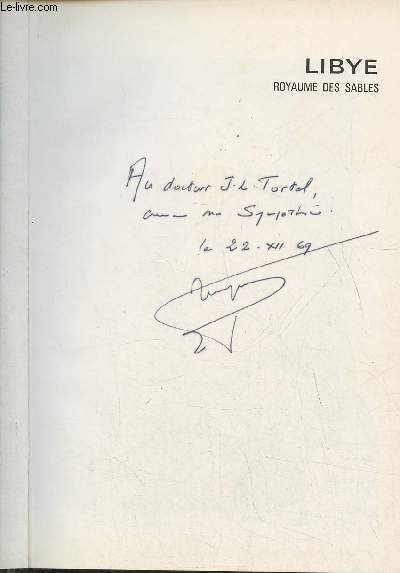 Le-livre.com
LIBYE
ROYAUME DES SABLES
Au docteur J.L. Tortel,
avec ma Sympathie.
le 22-XII 69